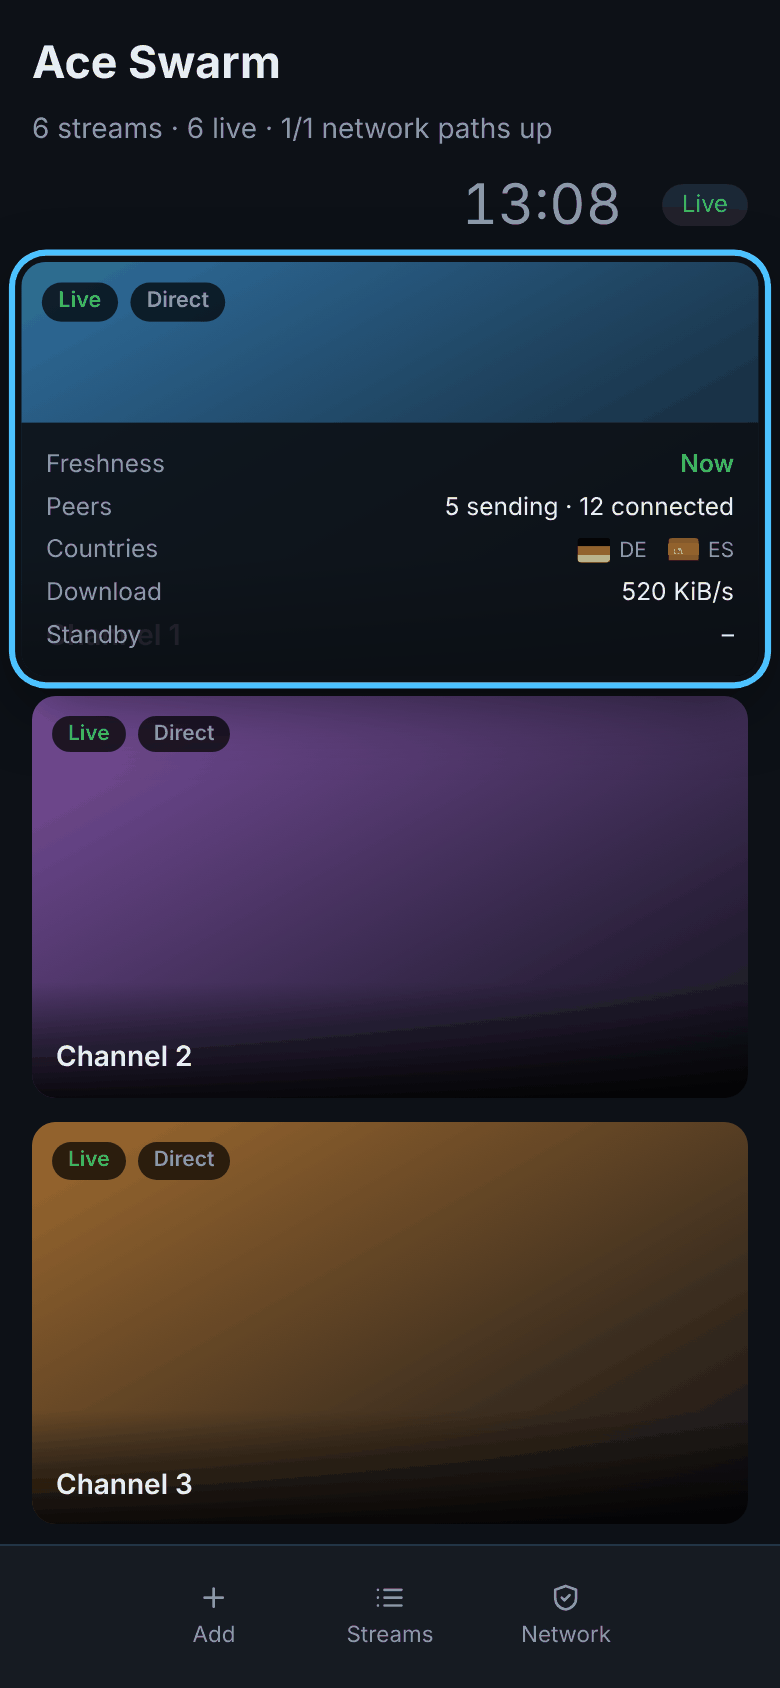 Ace Swarm
6 streams · 6 live · 1/1 network paths up
13:08 Live
Live Direct
Freshness Now
Peers 5 sending · 12 connected
Countries DE ES
Download 520 KiB/s
Standby –
Live Direct
Channel 2
Live Direct
Channel 3
Add Streams Network